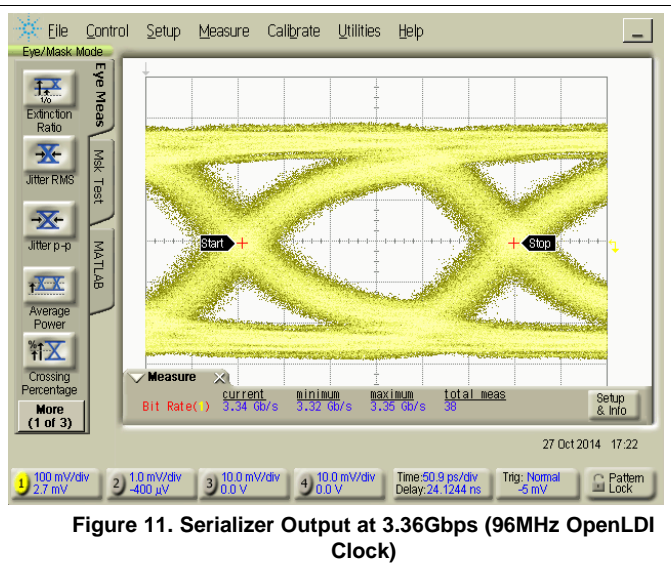 File Control Setup Measure Calibrate Utilities Help
Eye/Mask Mode
Eye Meas
Msk Test
MATLAB
1/0
Extinction
Ratio
Jitter RMS
Jitter p-p
Average
Power
%
Crossing
Percentage
More
(1 of 3)
Start
Stop
Measure
current minimum maximum total meas
Bit Rate(1) 3.34 Gb/s 3.32 Gb/s 3.35 Gb/s 38
Setup
& Info
27 Oct 2014 17:22
1 100 mV/div
2.7 mV
2 1.0 mV/div
-400 µV
3 10.0 mV/div
0.0 V
4 10.0 mV/div
0.0 V
Time:50.9 ps/div
Delay:24.1244 ns
Trig: Normal
-5 mV
Pattern
Lock
Figure 11. Serializer Output at 3.36Gbps (96MHz OpenLDI
Clock)